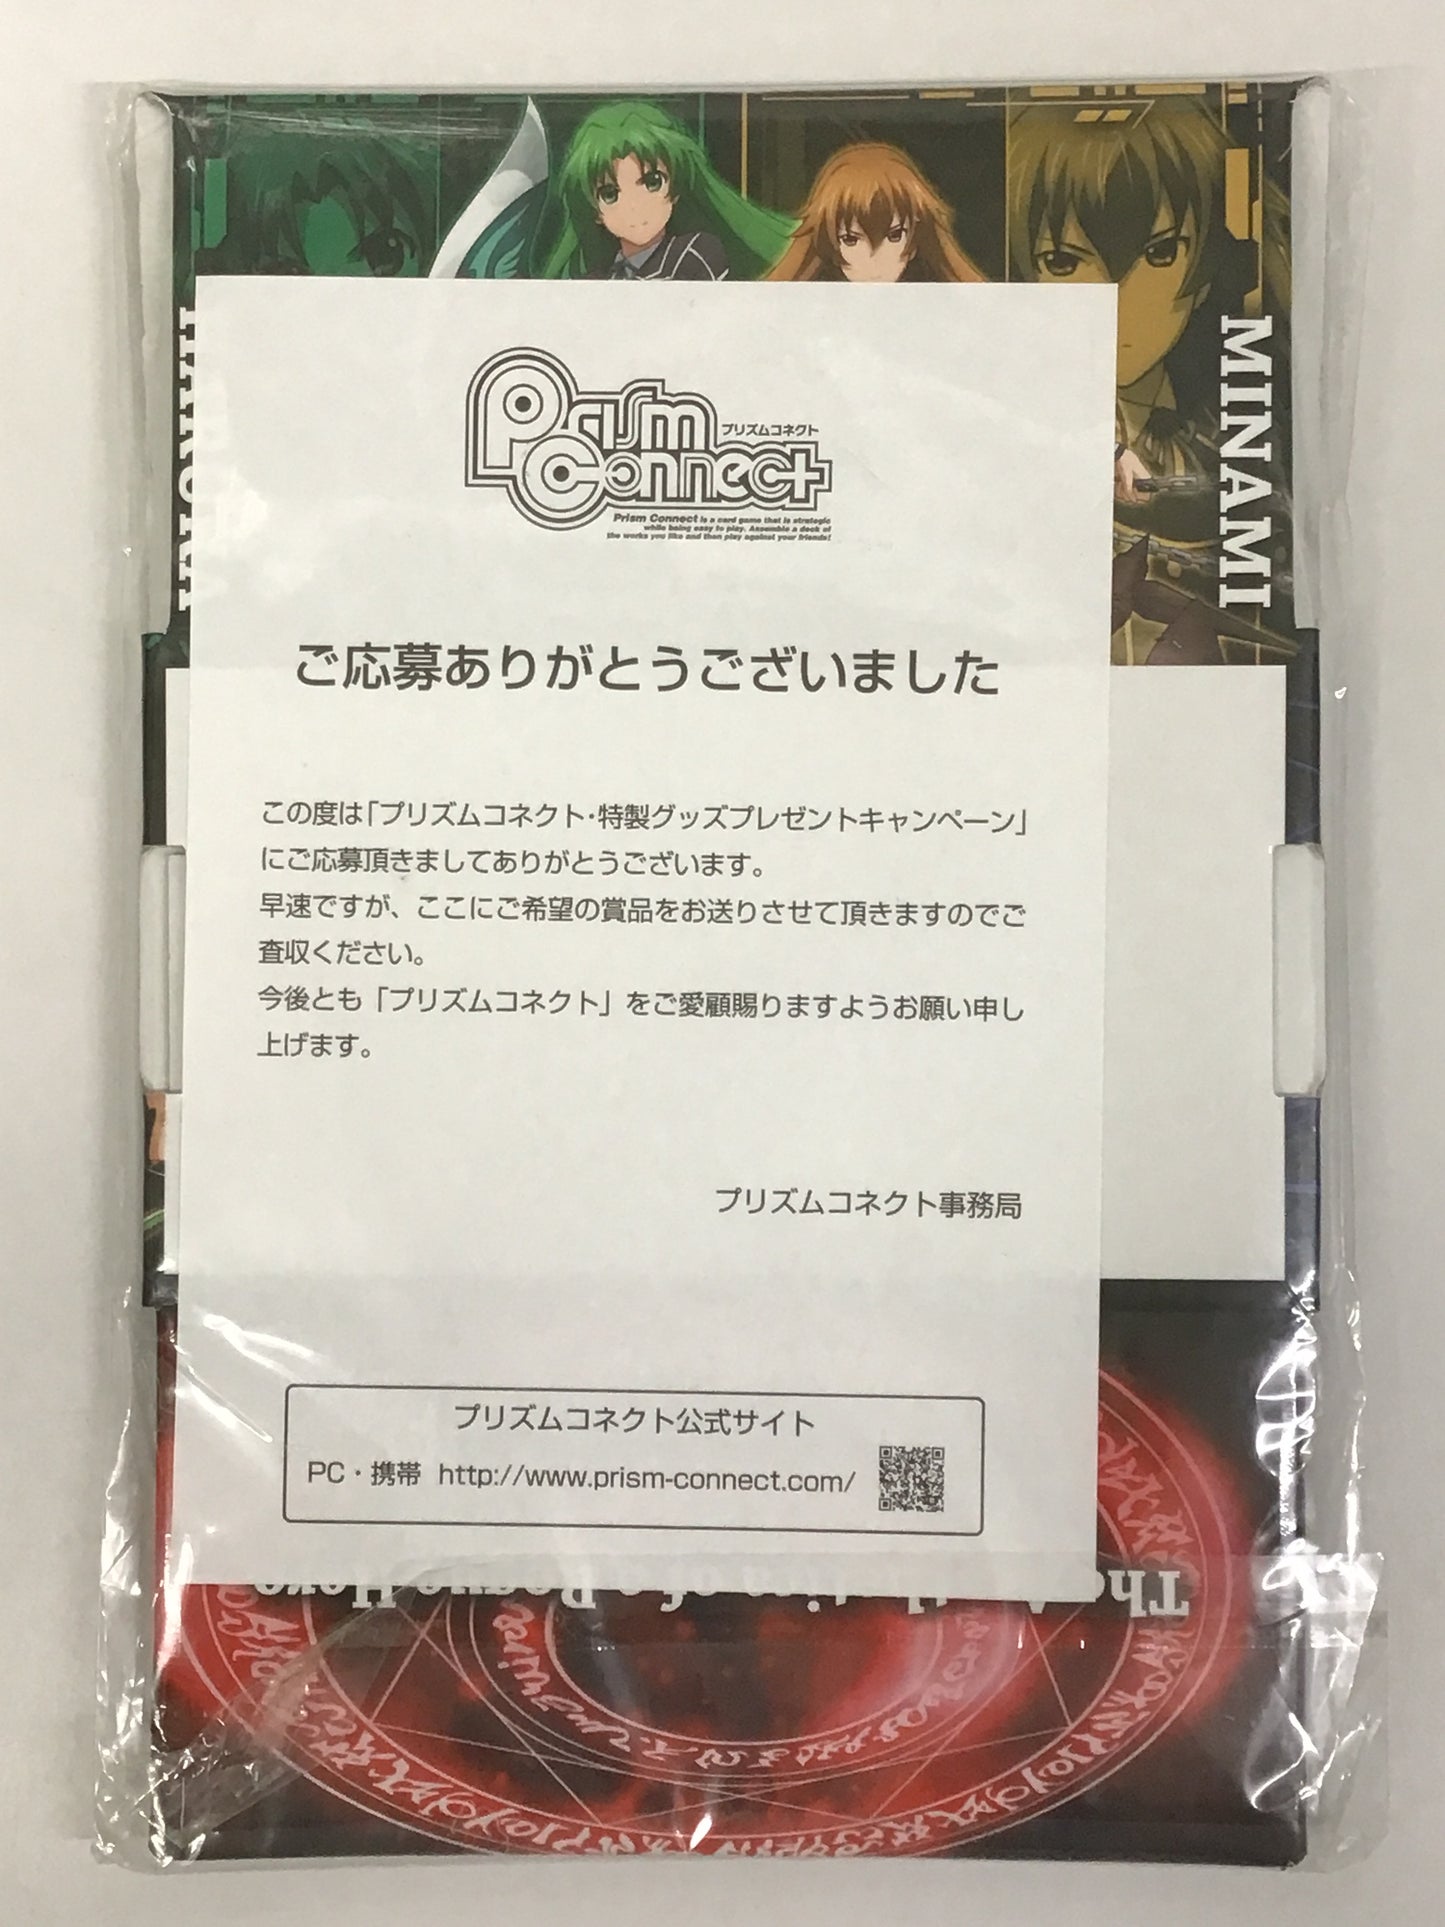 Prism Connect
プリズムコネクト
Prism Connect is a card game that is strategic
while being easy to play. Assemble a deck of
the works you like and then play against your friends!
MINAMI
ご応募ありがとうございました
この度は「プリズムコネクト・特製グッズプレゼントキャンペーン」
にご応募頂きましてありがとうございます。
早速ですが、ここにご希望の賞品をお送りさせて頂きますのでご
査収ください。
今後とも「プリズムコネクト」をご愛顧賜りますようお願い申し
上げます。
プリズムコネクト事務局
プリズムコネクト公式サイト
PC・携帯 http://www.prism-connect.com/
of a Rogue Hero